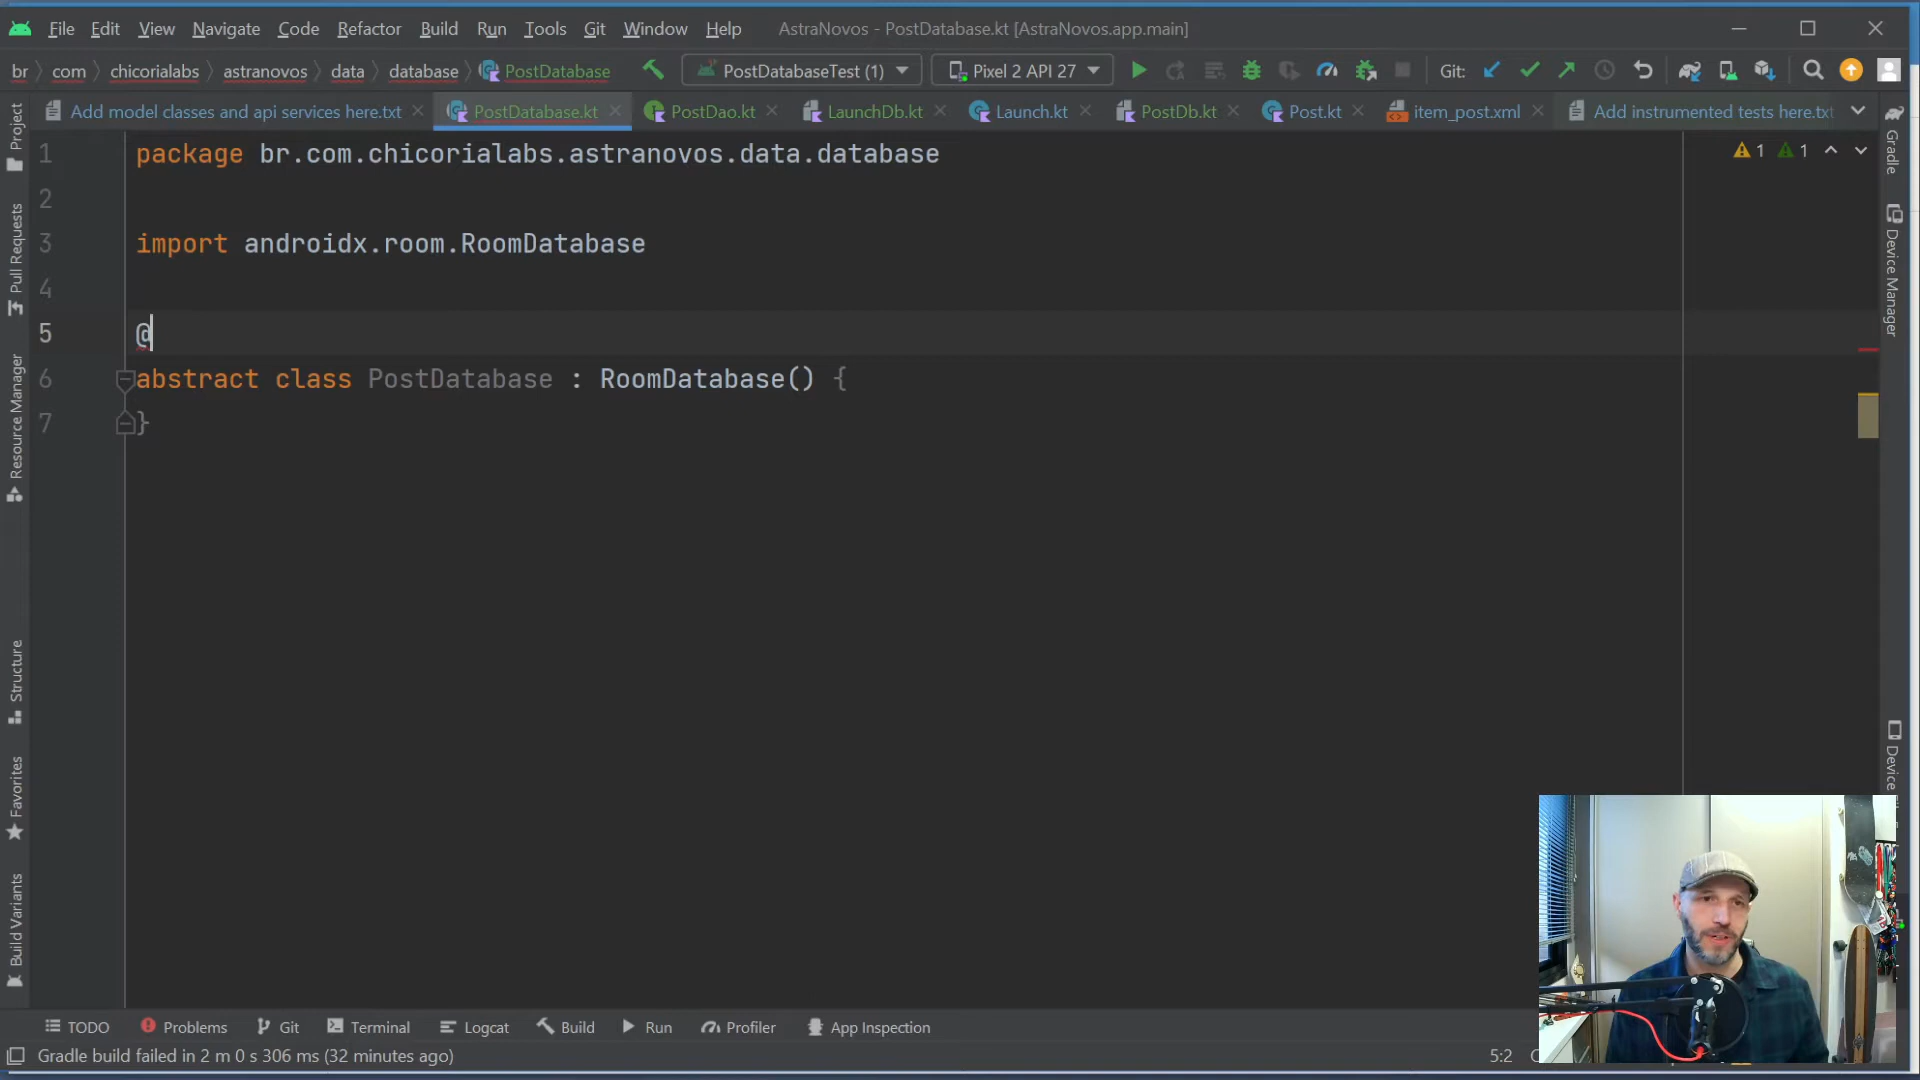 File Edit View Navigate Code Refactor Build Run Tools Git Window Help AstraNovos - PostDatabase.kt [AstraNovos.app.main]
br com chicorialabs astranovos data database PostDatabase PostDatabaseTest (1) Pixel 2 API 27 Git:
Add model classes and api services here.txt PostDatabase.kt PostDao.kt LaunchDb.kt Launch.kt PostDb.kt Post.kt item_post.xml Add instrumented tests here.txt
1 package br.com.chicorialabs.astranovos.data.database
1 1
2
3 import androidx.room.RoomDatabase
4
5 @
6 abstract class PostDatabase : RoomDatabase() {
7 }
Project
Pull Requests
Resource Manager
Structure
Favorites
Build Variants
Gradle
Device Manager
Device
TODO Problems Git Terminal Logcat Build Run Profiler App Inspection
Gradle build failed in 2 m 0 s 306 ms (32 minutes ago) 5:2